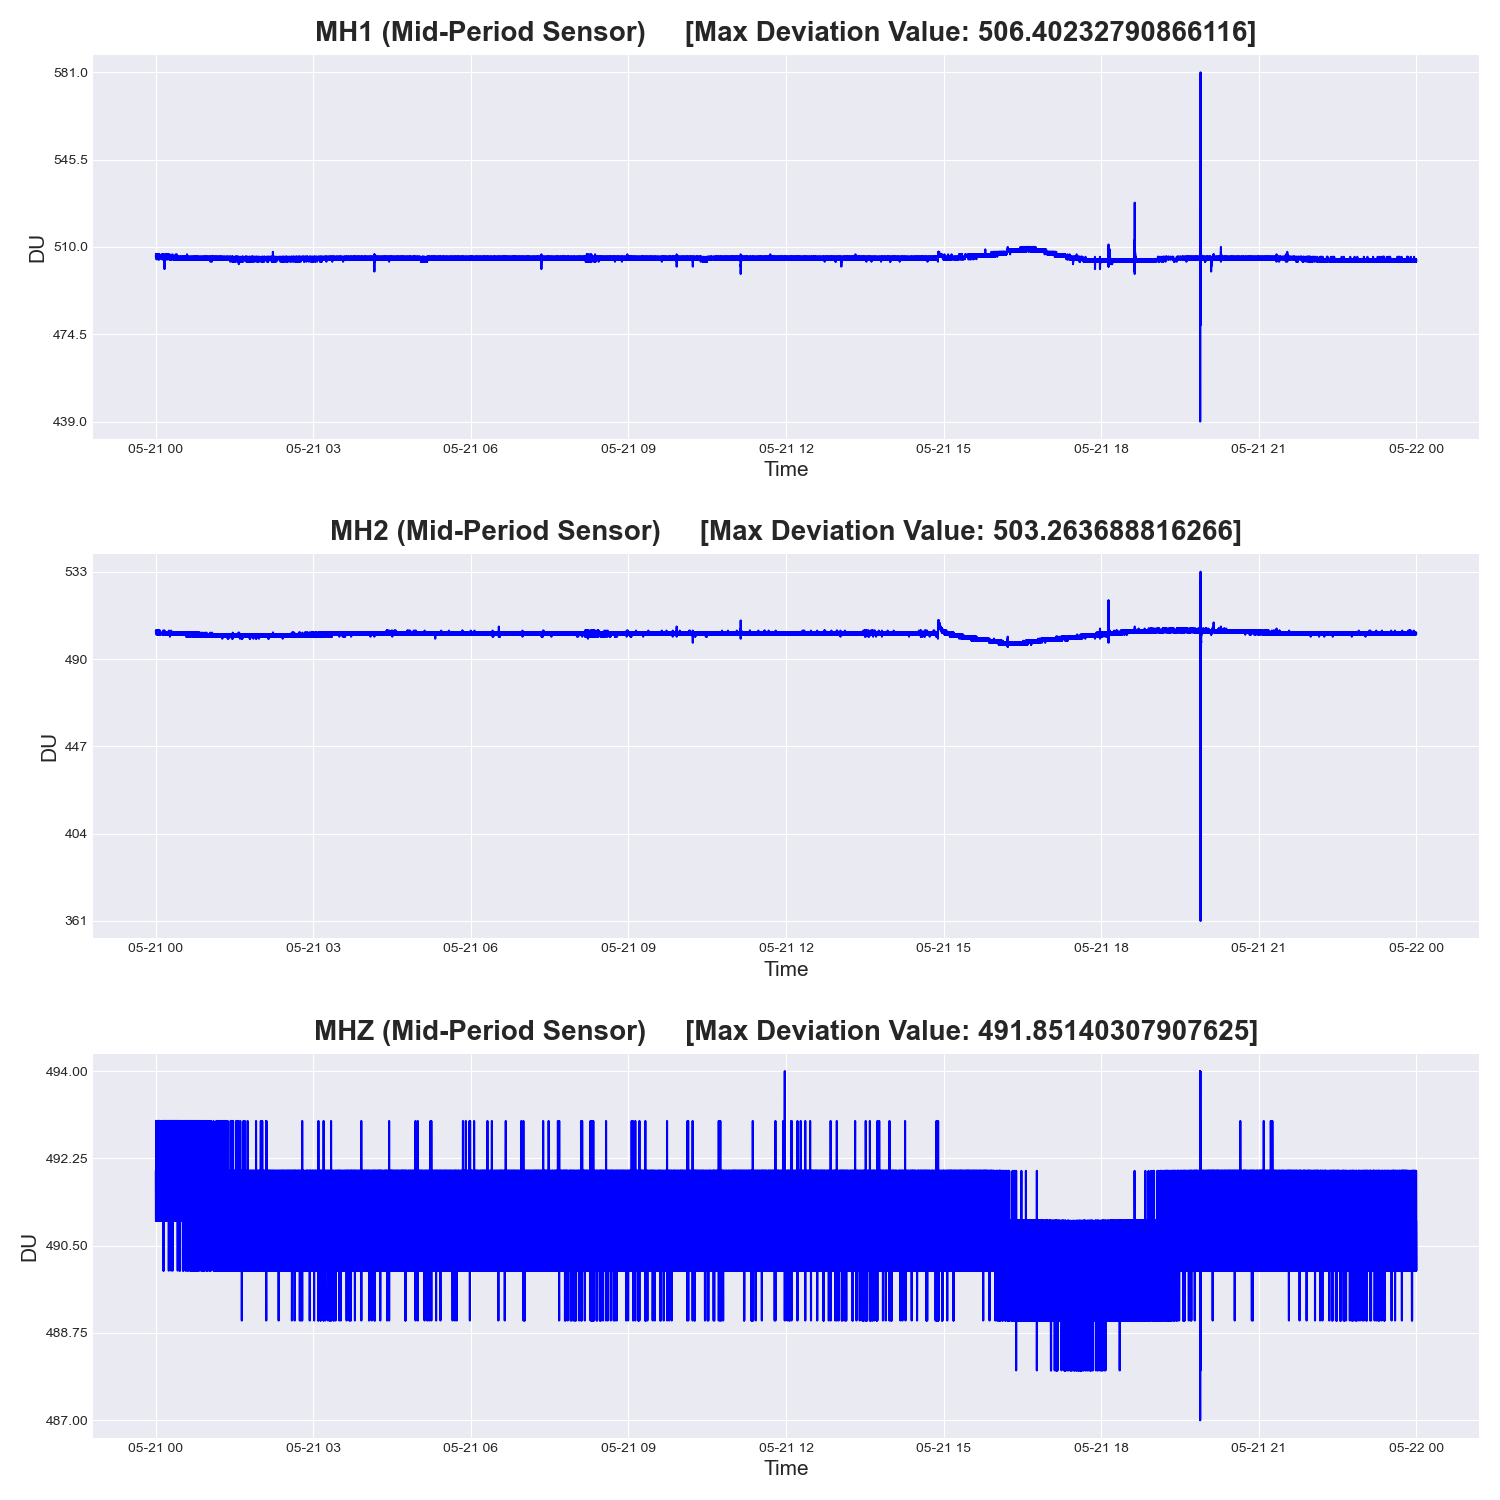 MH1 (Mid-Period Sensor) [Max Deviation Value: 506.40232790866116]
581.0
545.5
510.0
474.5
439.0
DU
05-21 00 05-21 03 05-21 06 05-21 09 05-21 12 05-21 15 05-21 18 05-21 21 05-22 00
Time
MH2 (Mid-Period Sensor) [Max Deviation Value: 503.263688816266]
533
490
447
404
361
DU
05-21 00 05-21 03 05-21 06 05-21 09 05-21 12 05-21 15 05-21 18 05-21 21 05-22 00
Time
MHZ (Mid-Period Sensor) [Max Deviation Value: 491.85140307907625]
494.00
492.25
490.50
488.75
487.00
DU
05-21 00 05-21 03 05-21 06 05-21 09 05-21 12 05-21 15 05-21 18 05-21 21 05-22 00
Time